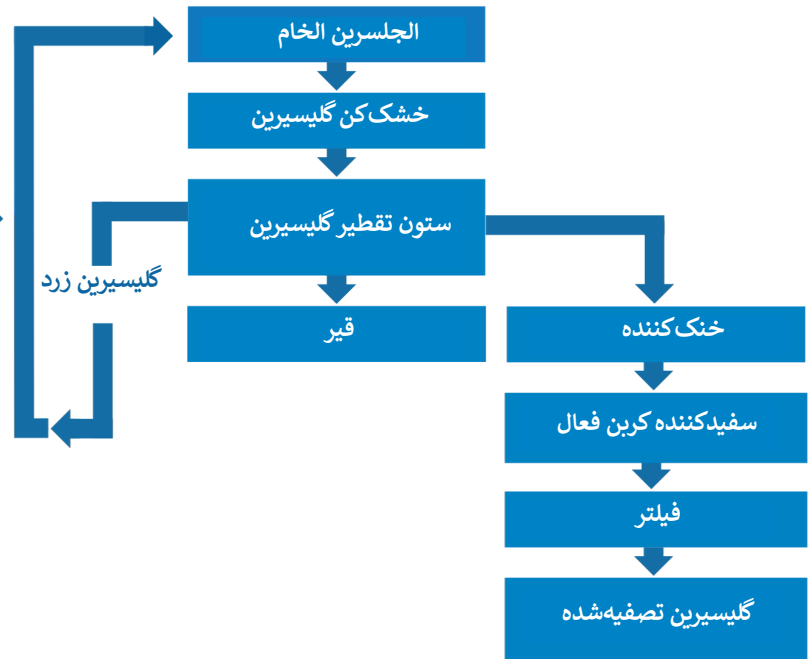 الجلسرین الخام
خشک‌کن گلیسیرین
ستون تقطیر گلیسیرین
گلیسیرین زرد
قیر
خنک‌کننده
سفیدکننده کربن فعال
فیلتر
گلیسیرین تصفیه‌شده